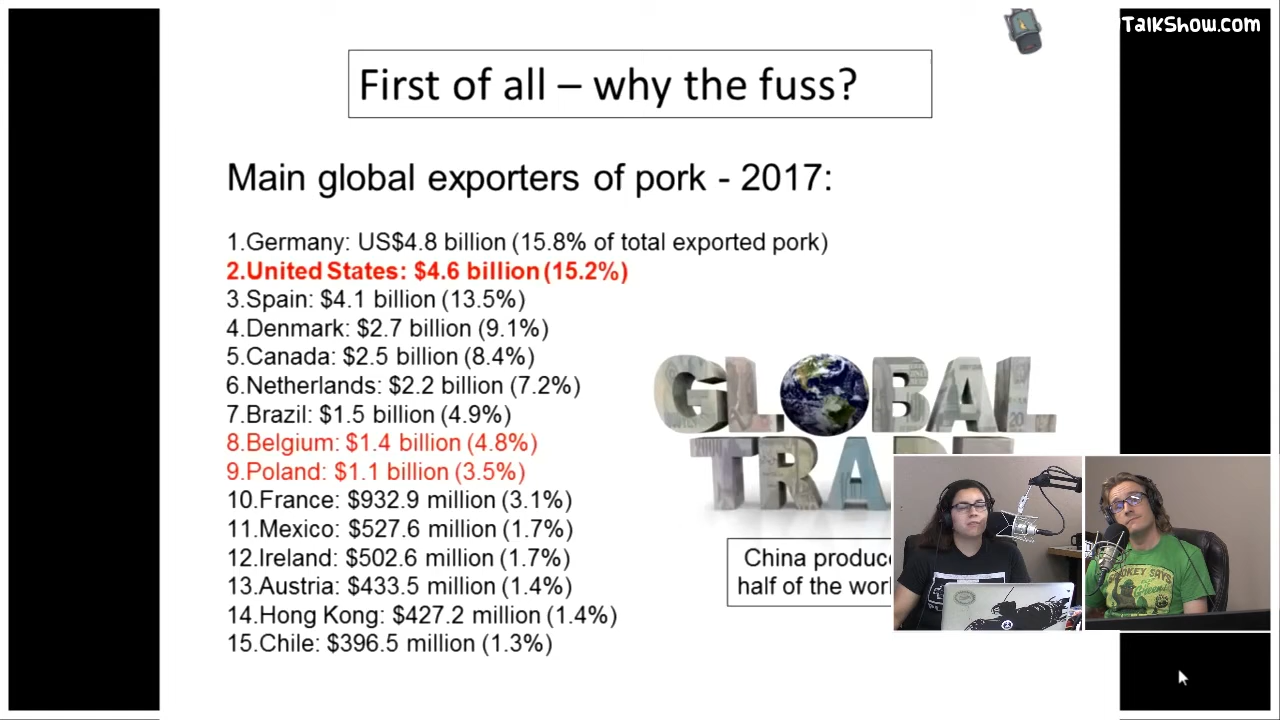 TalkShow.com
First of all – why the fuss?
Main global exporters of pork - 2017:
1.Germany: US$4.8 billion (15.8% of total exported pork)
2.United States: $4.6 billion (15.2%)
3.Spain: $4.1 billion (13.5%)
4.Denmark: $2.7 billion (9.1%)
5.Canada: $2.5 billion (8.4%)
6.Netherlands: $2.2 billion (7.2%)
7.Brazil: $1.5 billion (4.9%)
8.Belgium: $1.4 billion (4.8%)
9.Poland: $1.1 billion (3.5%)
10.France: $932.9 million (3.1%)
11.Mexico: $527.6 million (1.7%)
12.Ireland: $502.6 million (1.7%)
13.Austria: $433.5 million (1.4%)
14.Hong Kong: $427.2 million (1.4%)
15.Chile: $396.5 million (1.3%)
GLOBAL
TRADE
China produc
half of the wor
SAYS